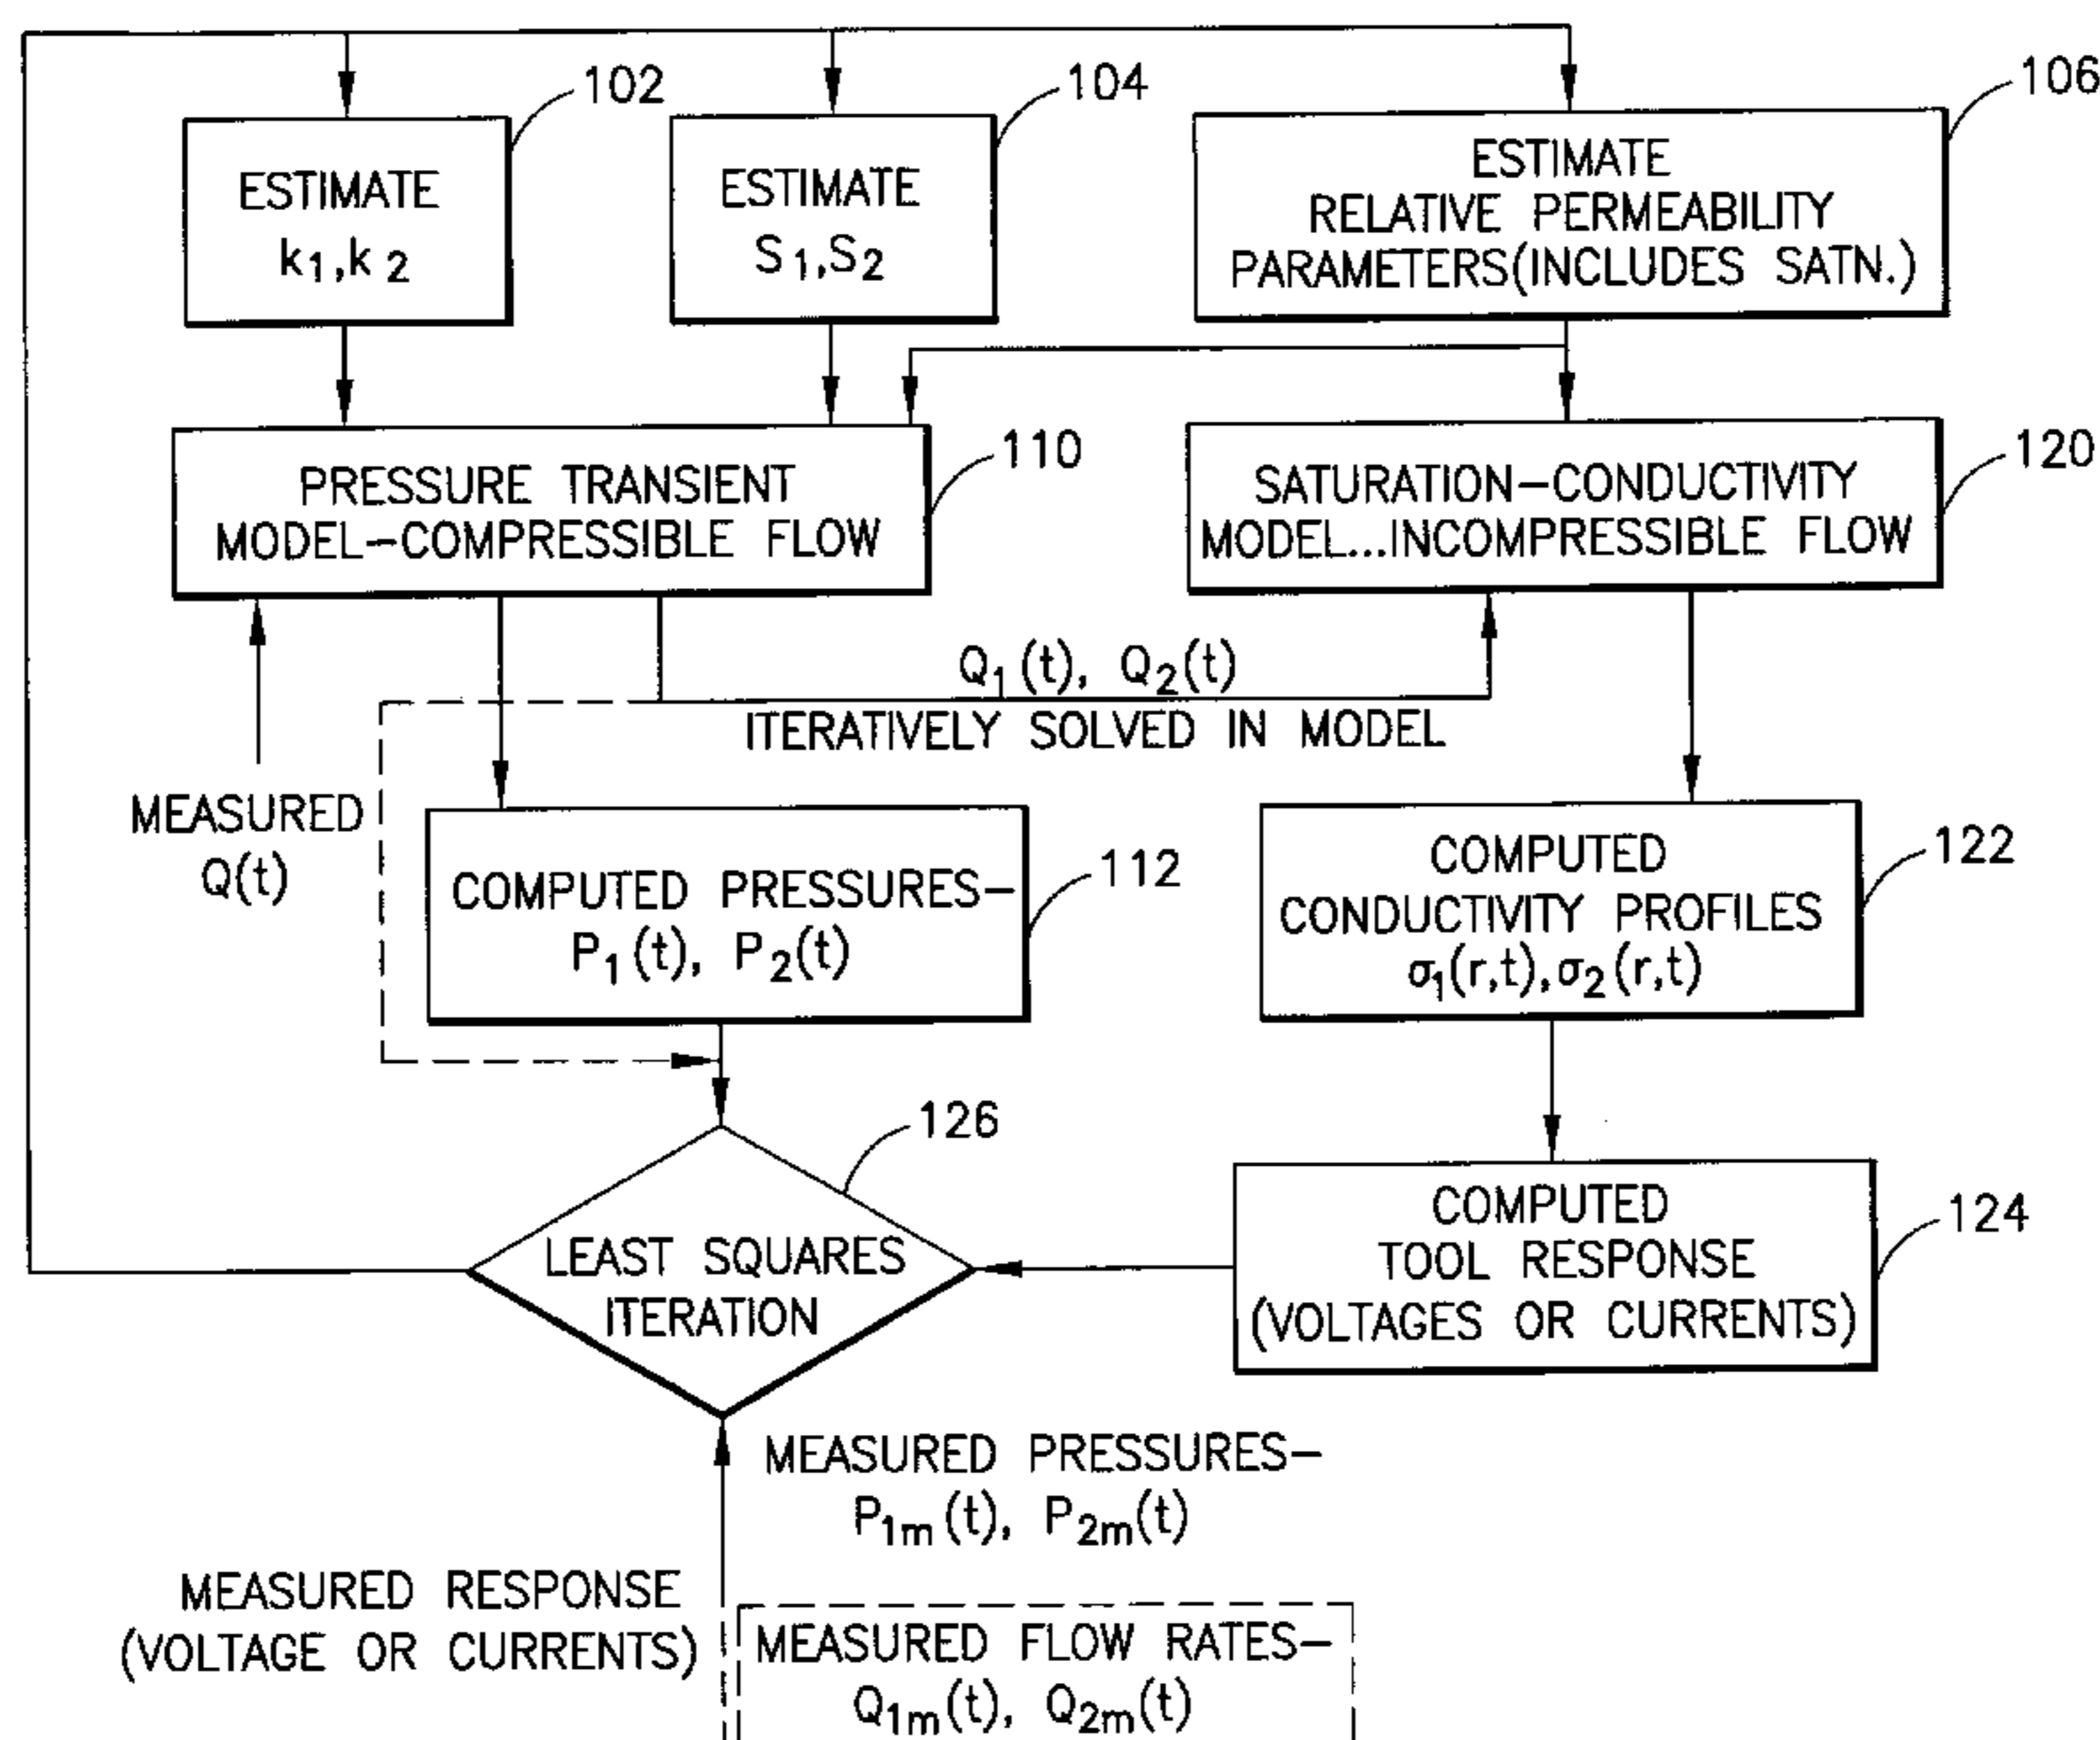 102
104
106
ESTIMATE
k1,k2
ESTIMATE
S1,S2
ESTIMATE
RELATIVE PERMEABILITY
PARAMETERS(INCLUDES SATN.)
110
120
PRESSURE TRANSIENT
MODEL-COMPRESSIBLE FLOW
SATURATION-CONDUCTIVITY
MODEL...INCOMPRESSIBLE FLOW
Q1(t), Q2(t)
ITERATIVELY SOLVED IN MODEL
MEASURED
Q(t)
112
122
COMPUTED PRESSURES-
P1(t), P2(t)
COMPUTED
CONDUCTIVITY PROFILES
σ1(r,t),σ2(r,t)
126
124
LEAST SQUARES
ITERATION
COMPUTED
TOOL RESPONSE
(VOLTAGES OR CURRENTS)
MEASURED PRESSURES-
P1m(t), P2m(t)
MEASURED RESPONSE
(VOLTAGE OR CURRENTS)
MEASURED FLOW RATES-
Q1m(t), Q2m(t)